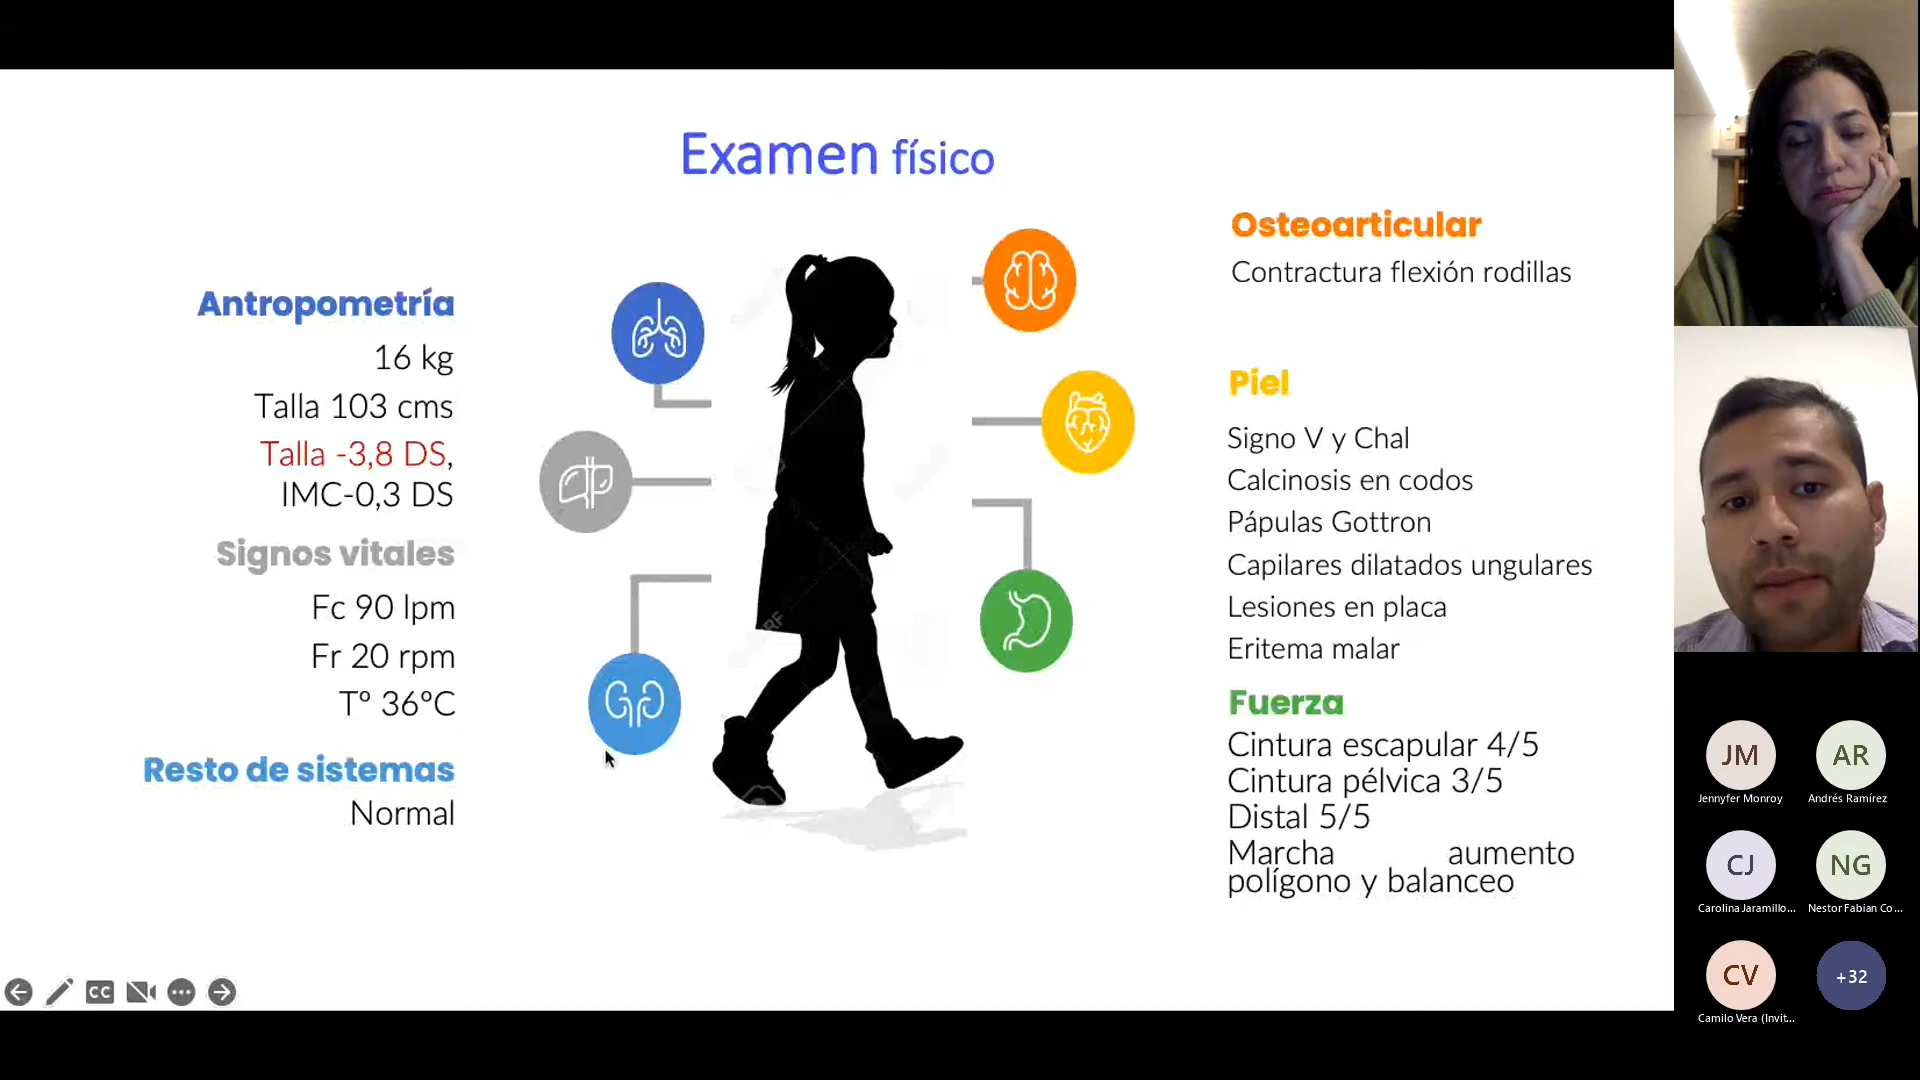 Examen físico
Antropometría
16 kg
Talla 103 cms
Talla -3,8 DS,
IMC-0,3 DS
Signos vitales
Fc 90 lpm
Fr 20 rpm
Tº 36ºC
Resto de sistemas
Normal
Osteoarticular
Contractura flexión rodillas
Piel
Signo V y Chal
Calcinosis en codos
Pápulas Gottron
Capilares dilatados ungulares
Lesiones en placa
Eritema malar
Fuerza
Cintura escapular 4/5
Cintura pélvica 3/5
Distal 5/5
Marcha aumento
polígono y balanceo
CC
JM
Jennyfer Monroy
AR
Andrés Ramírez
CJ
Carolina Jaramillo...
NG
Nestor Fabian Co...
CV
Camilo Vera (Invit...
+32